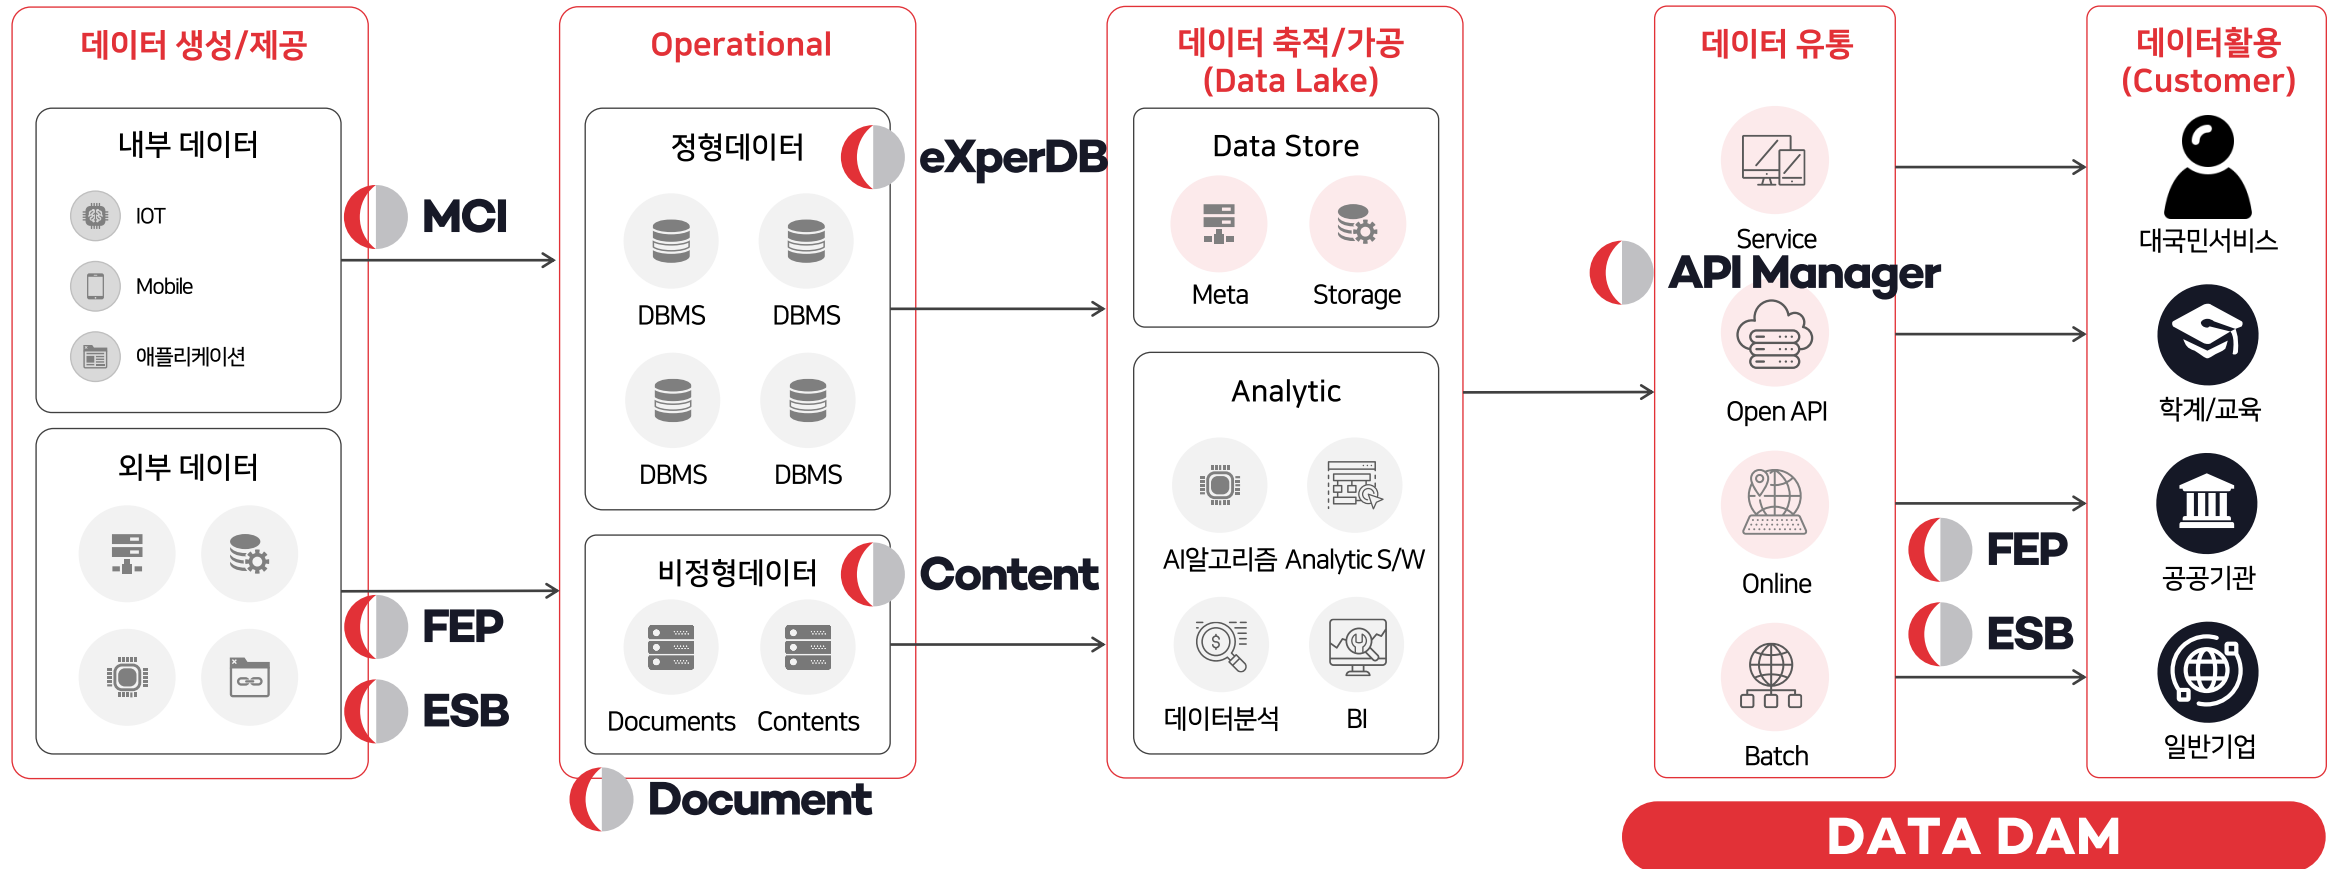 데이터 생성/제공
내부 데이터
IOT
Mobile
애플리케이션
외부 데이터
MCI
FEP
ESB
Operational
정형데이터
eXperDB
DBMS
DBMS
DBMS
DBMS
비정형데이터
Content
Documents
Contents
Document
데이터 축적/가공
(Data Lake)
Data Store
Meta
Storage
Analytic
AI알고리즘
Analytic S/W
데이터분석
BI
데이터 유통
Service
API Manager
Open API
Online
Batch
FEP
ESB
데이터활용
(Customer)
대국민서비스
학계/교육
공공기관
일반기업
DATA DAM